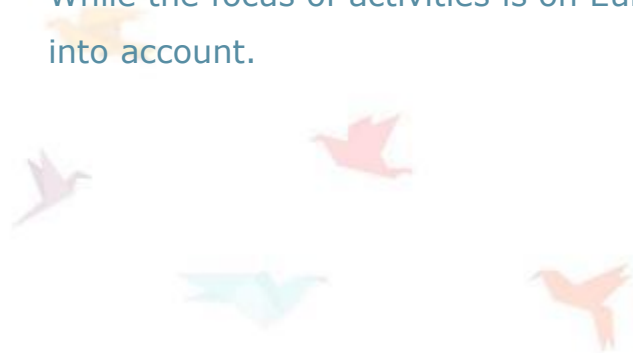 While the focus of activities is on
into account.